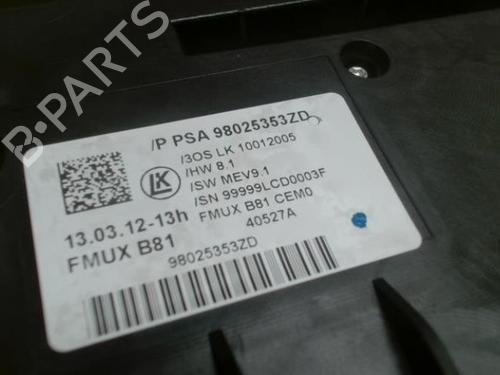 B-PARTS
/P PSA 98025353ZD
/3OS LK 10012005
/HW 8.1
/SW MEV9.1
/SN 99999LCD0003F
FMUX B81 CEM0
40527A
LK
13.03.12-13h
FMUX B81
98025353ZD